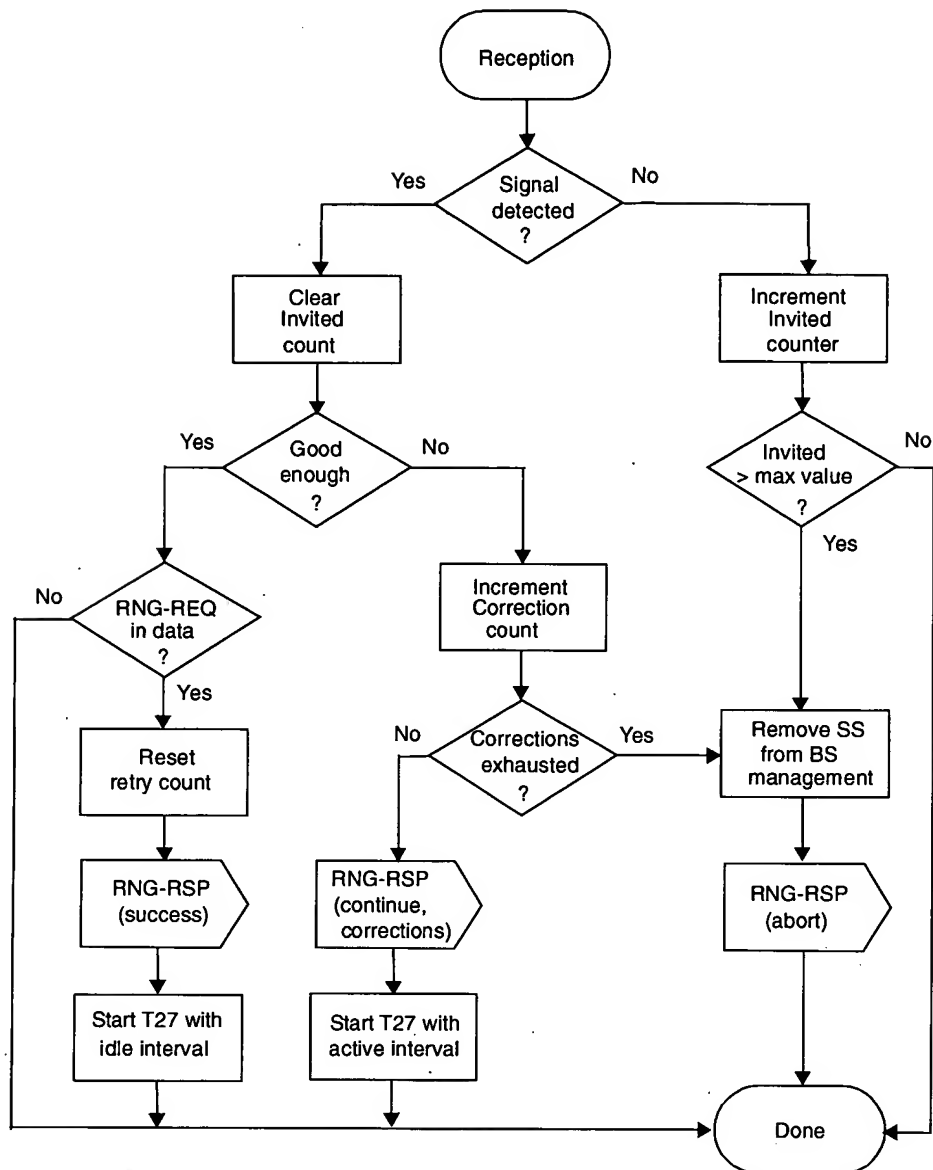 Reception
Yes
Signal
detected
?
No
Clear
Invited
count
Increment
Invited
counter
Yes
Good
enough
?
No
Invited
> max value
?
No
Yes
No
RNG-REQ
in data
?
Yes
Increment
Correction
count
Reset
retry count
No
Corrections
exhausted
?
Yes
Remove SS
from BS
management
RNG-RSP
(success)
RNG-RSP
(continue,
corrections)
RNG-RSP
(abort)
Start T27 with
idle interval
Start T27 with
active interval
Done